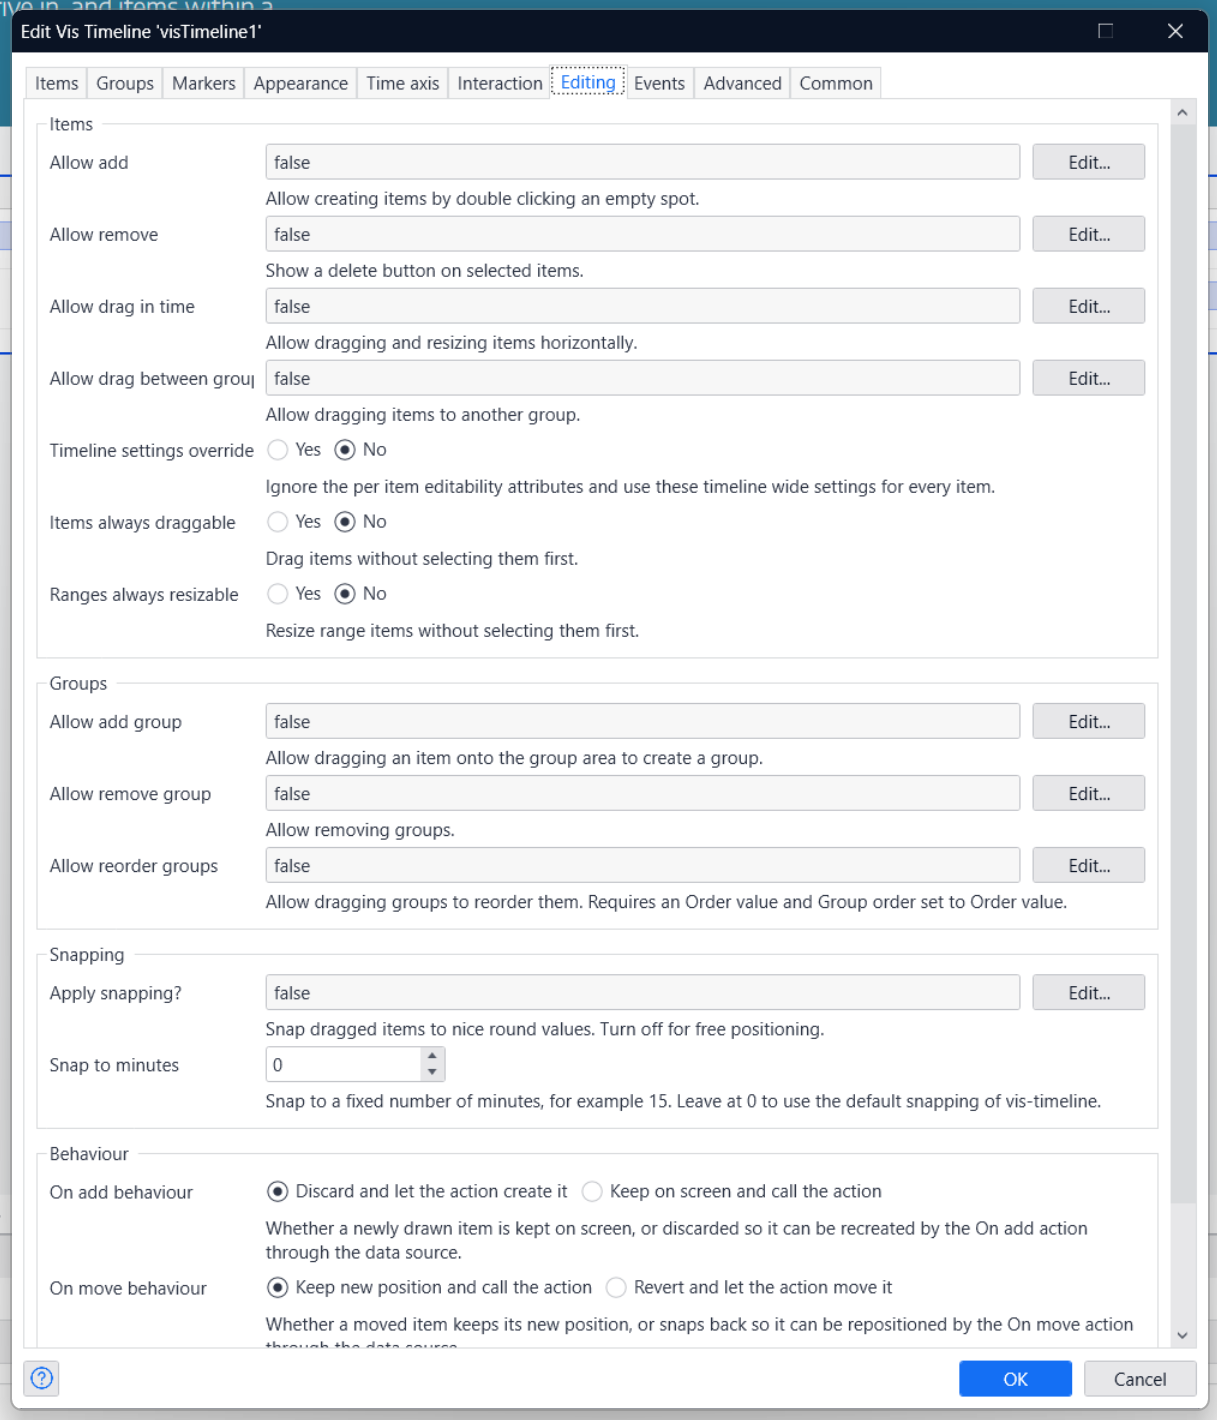 and items within a
Edit Vis Timeline 'visTimeline1'
Items Groups Markers Appearance Time axis Interaction Editing Events Advanced Common
Items
Allow add false Edit...
Allow creating items by double clicking an empty spot.
Allow remove false Edit...
Show a delete button on selected items.
Allow drag in time false Edit...
Allow dragging and resizing items horizontally.
Allow drag between grou false Edit...
Allow dragging items to another group.
Timeline settings override Yes No
Ignore the per item editability attributes and use these timeline wide settings for every item.
Items always draggable Yes No
Drag items without selecting them first.
Ranges always resizable Yes No
Resize range items without selecting them first.
Groups
Allow add group false Edit...
Allow dragging an item onto the group area to create a group.
Allow remove group false Edit...
Allow removing groups.
Allow reorder groups false Edit...
Allow dragging groups to reorder them. Requires an Order value and Group order set to Order value.
Snapping
Apply snapping? false Edit...
Snap dragged items to nice round values. Turn off for free positioning.
Snap to minutes 0
Snap to a fixed number of minutes, for example 15. Leave at 0 to use the default snapping of vis-timeline.
Behaviour
On add behaviour Discard and let the action create it Keep on screen and call the action
Whether a newly drawn item is kept on screen, or discarded so it can be recreated by the On add action
through the data source.
On move behaviour Keep new position and call the action Revert and let the action move it
Whether a moved item keeps its new position, or snaps back so it can be repositioned by the On move action
through the data source
? OK Cancel